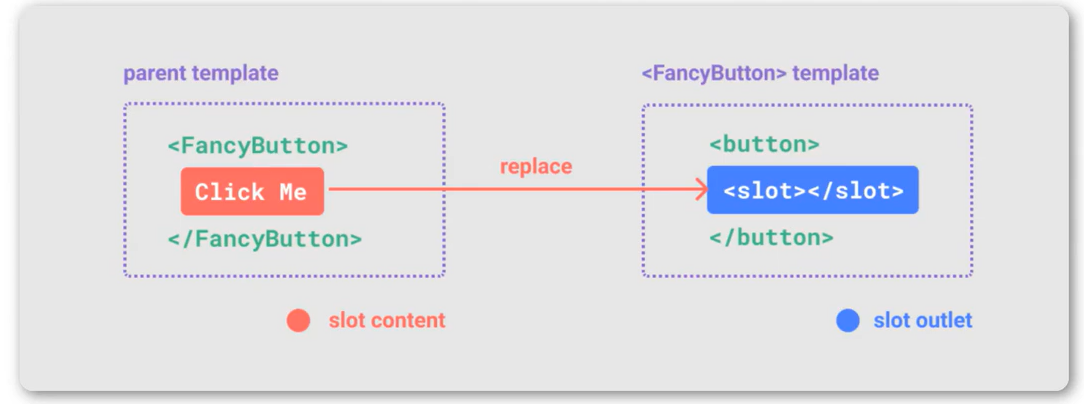 parent template
<FancyButton>
Click Me
</FancyButton>
replace
<FancyButton> template
<button>
<slot></slot>
</button>
slot content
slot outlet